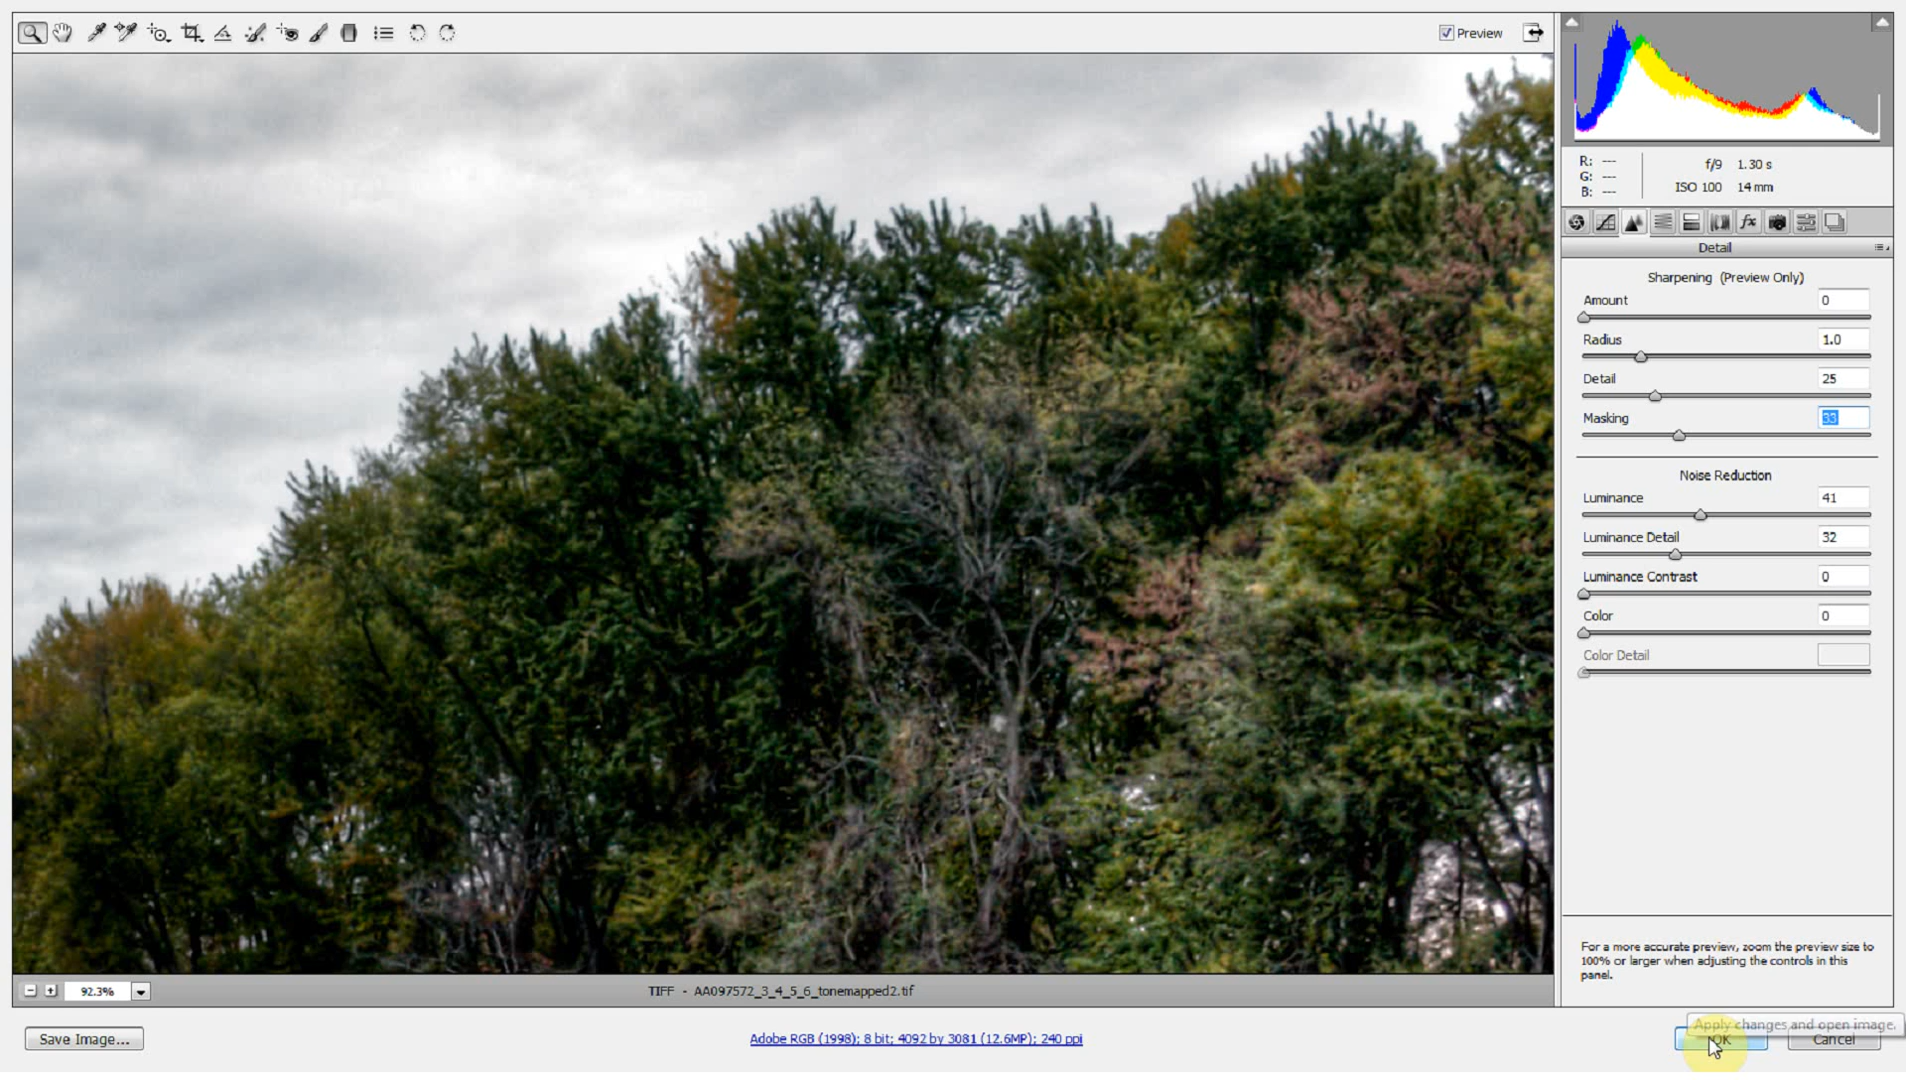 Preview
R: ---
G: ---
B: ---
f/9 1.30 s
ISO 100 14 mm
fx
Detail
Sharpening (Preview Only)
Amount 0
Radius 1.0
Detail 25
Masking 33
Noise Reduction
Luminance 41
Luminance Detail 32
Luminance Contrast 0
Color 0
Color Detail
For a more accurate preview, zoom the preview size to
100% or larger when adjusting the controls in this
panel.
92.3%
TIFF - AA097572_3_4_5_6_tonemapped2.tif
Apply changes and open image.
Save Image...
Adobe RGB (1998); 8 bit; 4092 by 3081 (12.6MP); 240 ppi
OK
Cancel